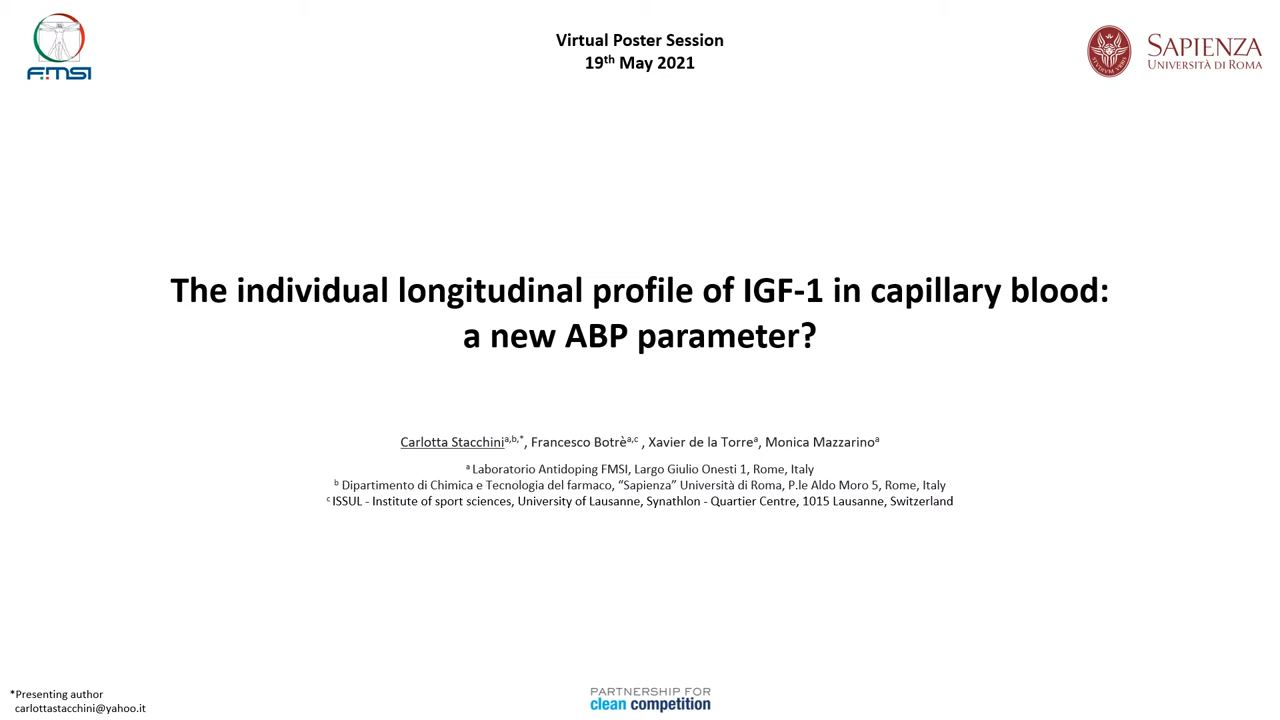 FMSI
Virtual Poster Session
19th May 2021
SAPIENZA
UNIVERSITÀ DI ROMA
The individual longitudinal profile of IGF-1 in capillary blood:
a new ABP parameter?
Carlotta Stacchinia,b,*, Francesco Botrèa,c , Xavier de la Torrea, Monica Mazzarinoa
a Laboratorio Antidoping FMSI, Largo Giulio Onesti 1, Rome, Italy
b Dipartimento di Chimica e Tecnologia del farmaco, “Sapienza” Università di Roma, P.le Aldo Moro 5, Rome, Italy
c ISSUL - Institute of sport sciences, University of Lausanne, Synathlon - Quartier Centre, 1015 Lausanne, Switzerland
*Presenting author
carlottastacchini@yahoo.it
PARTNERSHIP FOR
clean competition